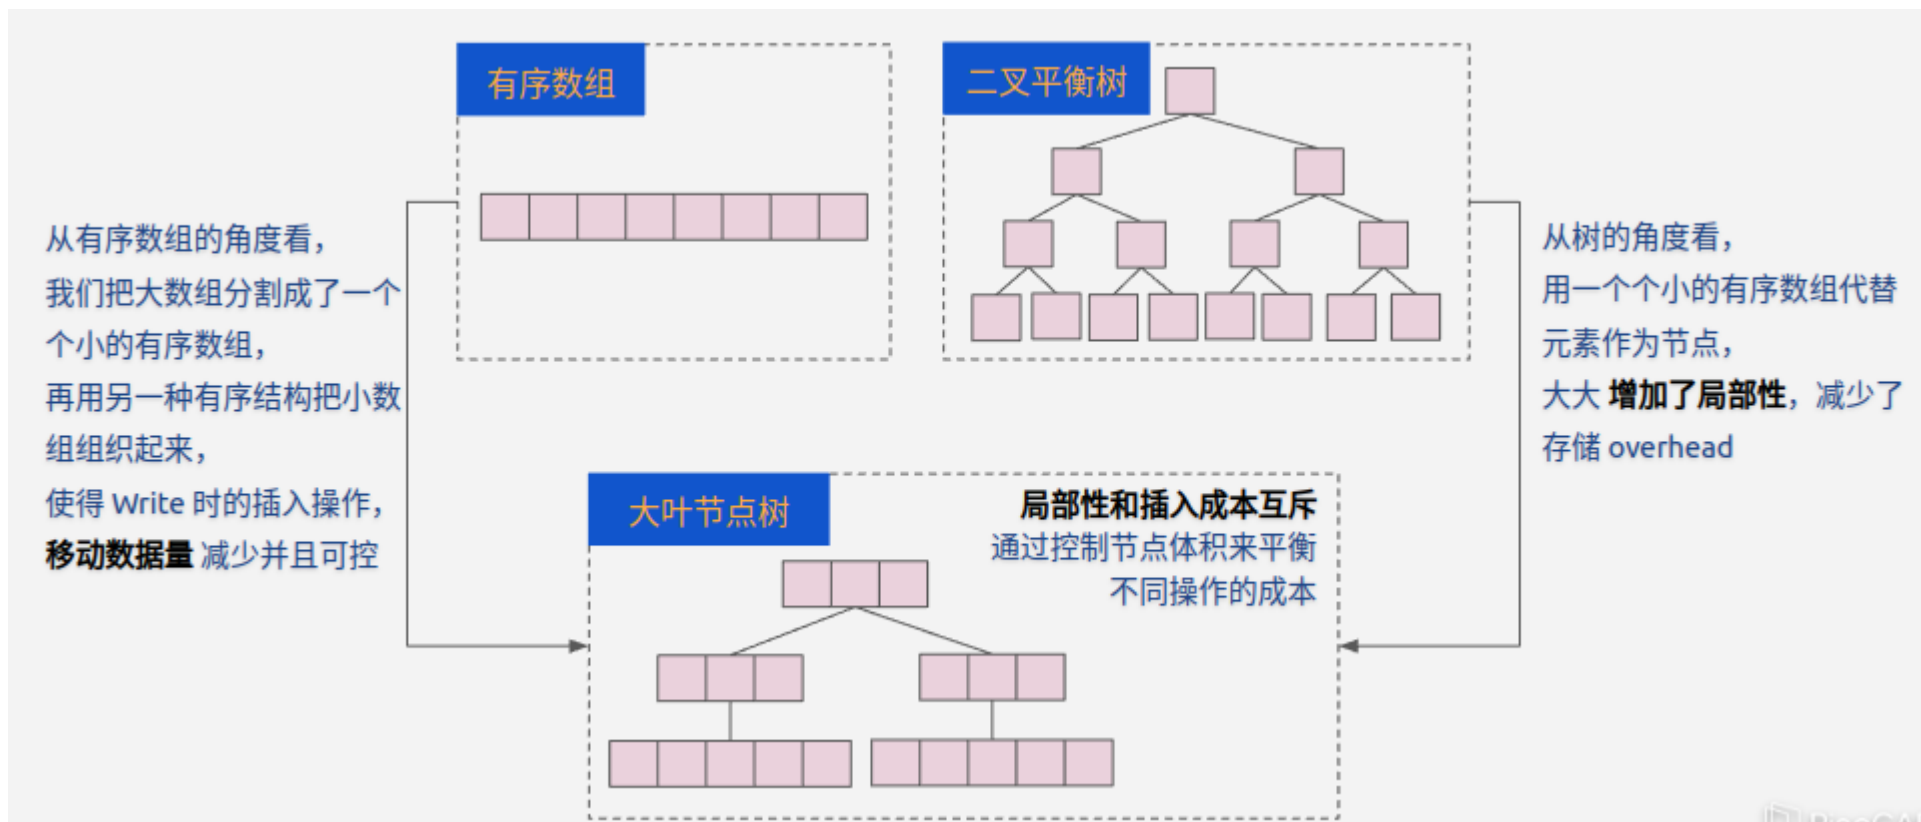 有序数组
二叉平衡树
从有序数组的角度看，
我们把大数组分割成了一个
个小的有序数组，
再用另一种有序结构把小数
组组织起来，
使得 Write 时的插入操作，
移动数据量 减少并且可控
从树的角度看，
用一个个小的有序数组代替
元素作为节点，
大大 增加了局部性，减少了
存储 overhead
大叶节点树
局部性和插入成本互斥
通过控制节点体积来平衡
不同操作的成本